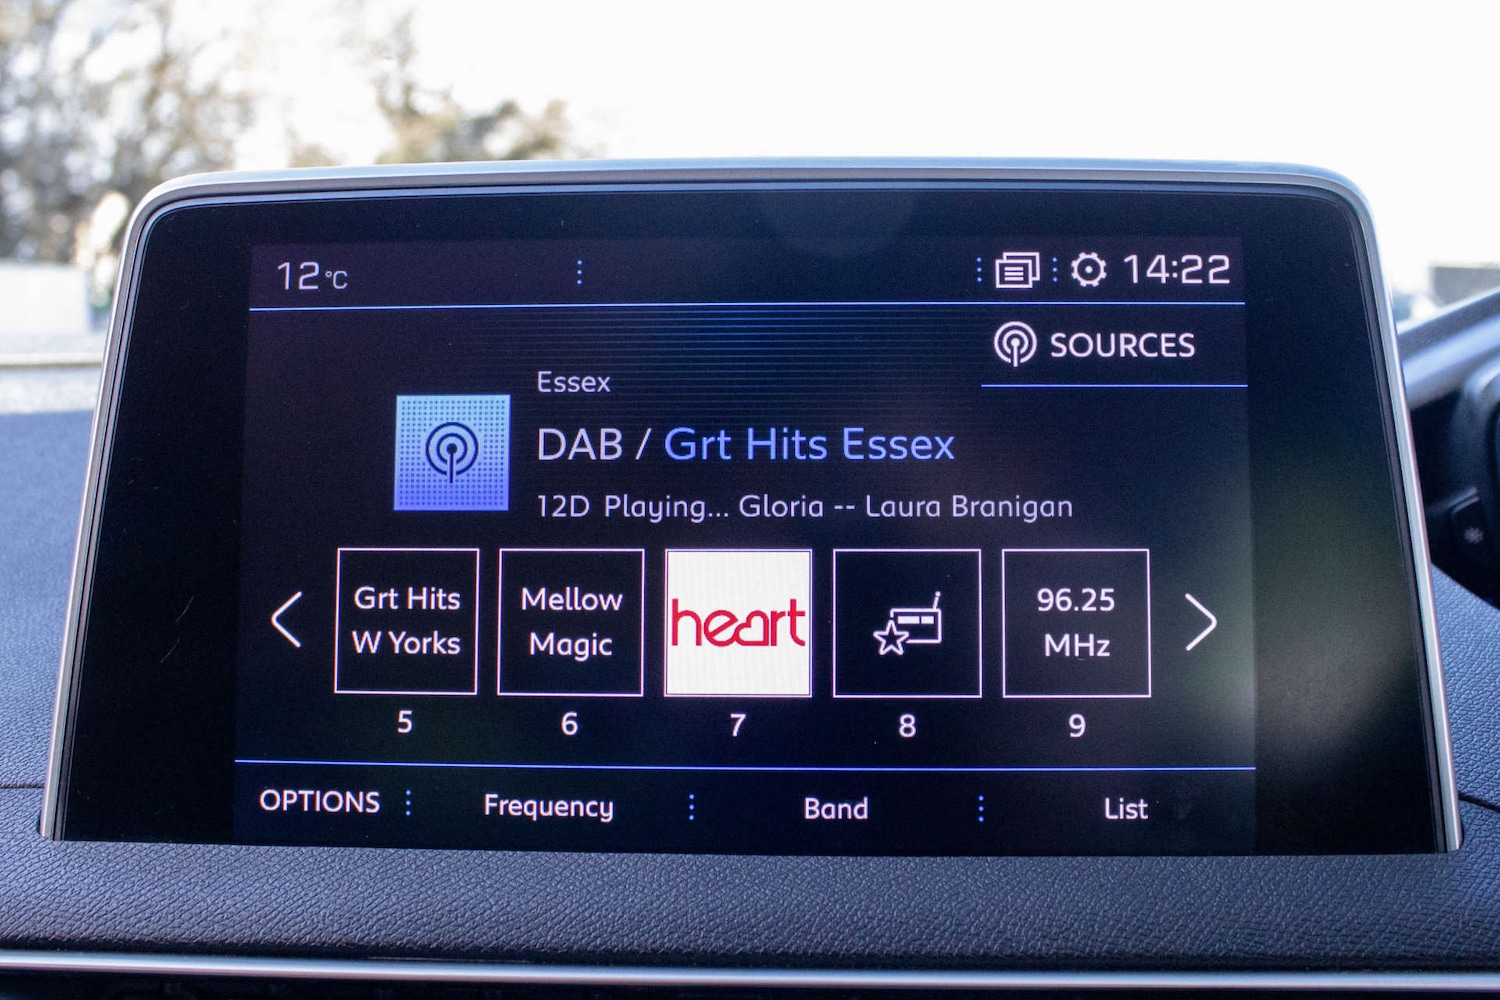 12°C
14:22
SOURCES
Essex
DAB / Grt Hits Essex
12D Playing... Gloria -- Laura Branigan
Grt Hits
W Yorks
Mellow
Magic
heart
96.25
MHz
5
6
7
8
9
OPTIONS
Frequency
Band
List